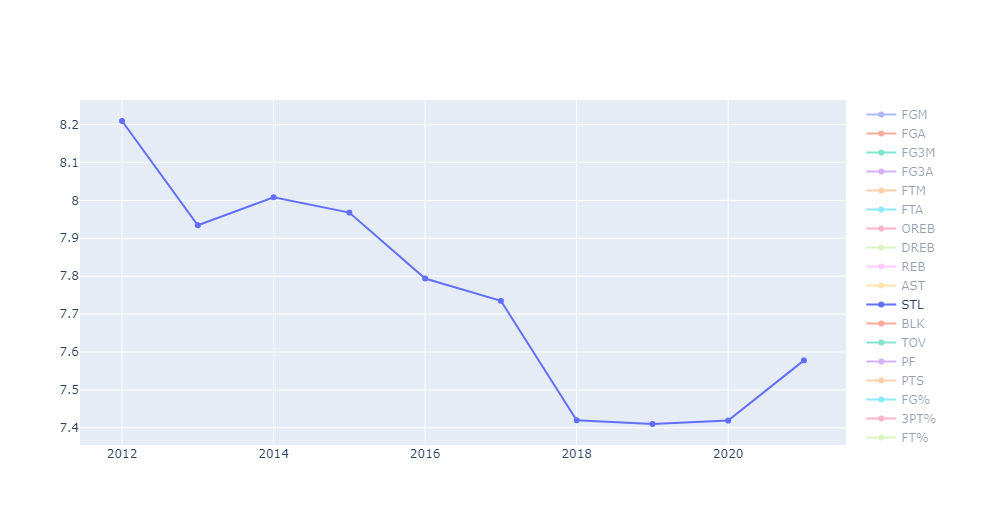 8.2
8.1
8
7.9
7.8
7.7
7.6
7.5
7.4
2012 2014 2016 2018 2020
FGM
FGA
FG3M
FG3A
FTM
FTA
OREB
DREB
REB
AST
STL
BLK
TOV
PF
PTS
FG%
3PT%
FT%